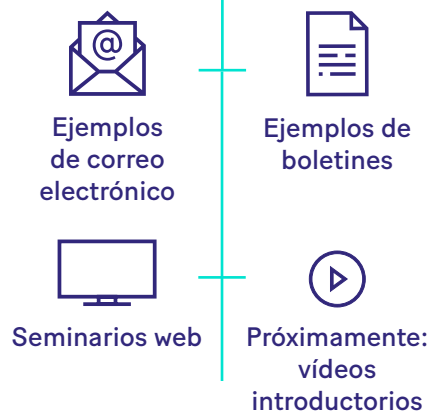 @
Ejemplos
de correo
electrónico
Ejemplos de
boletines
Seminarios web
Próximamente:
vídeos
introductorios